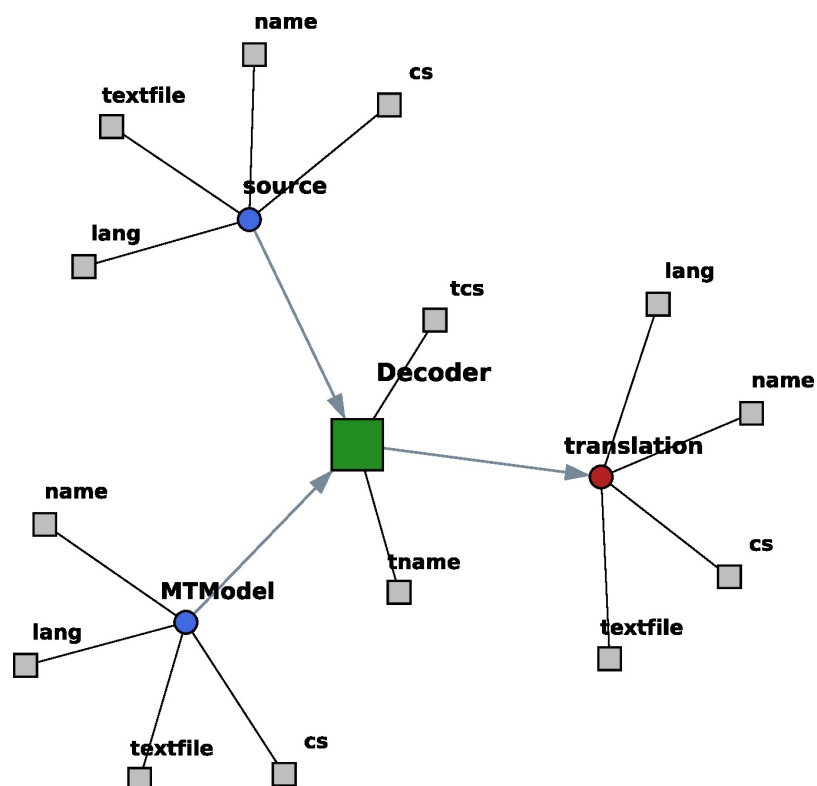 name
cs
textfile
source
lang
tcs
lang
Decoder
name
translation
name
cs
tname
MTModel
lang
textfile
textfile
cs